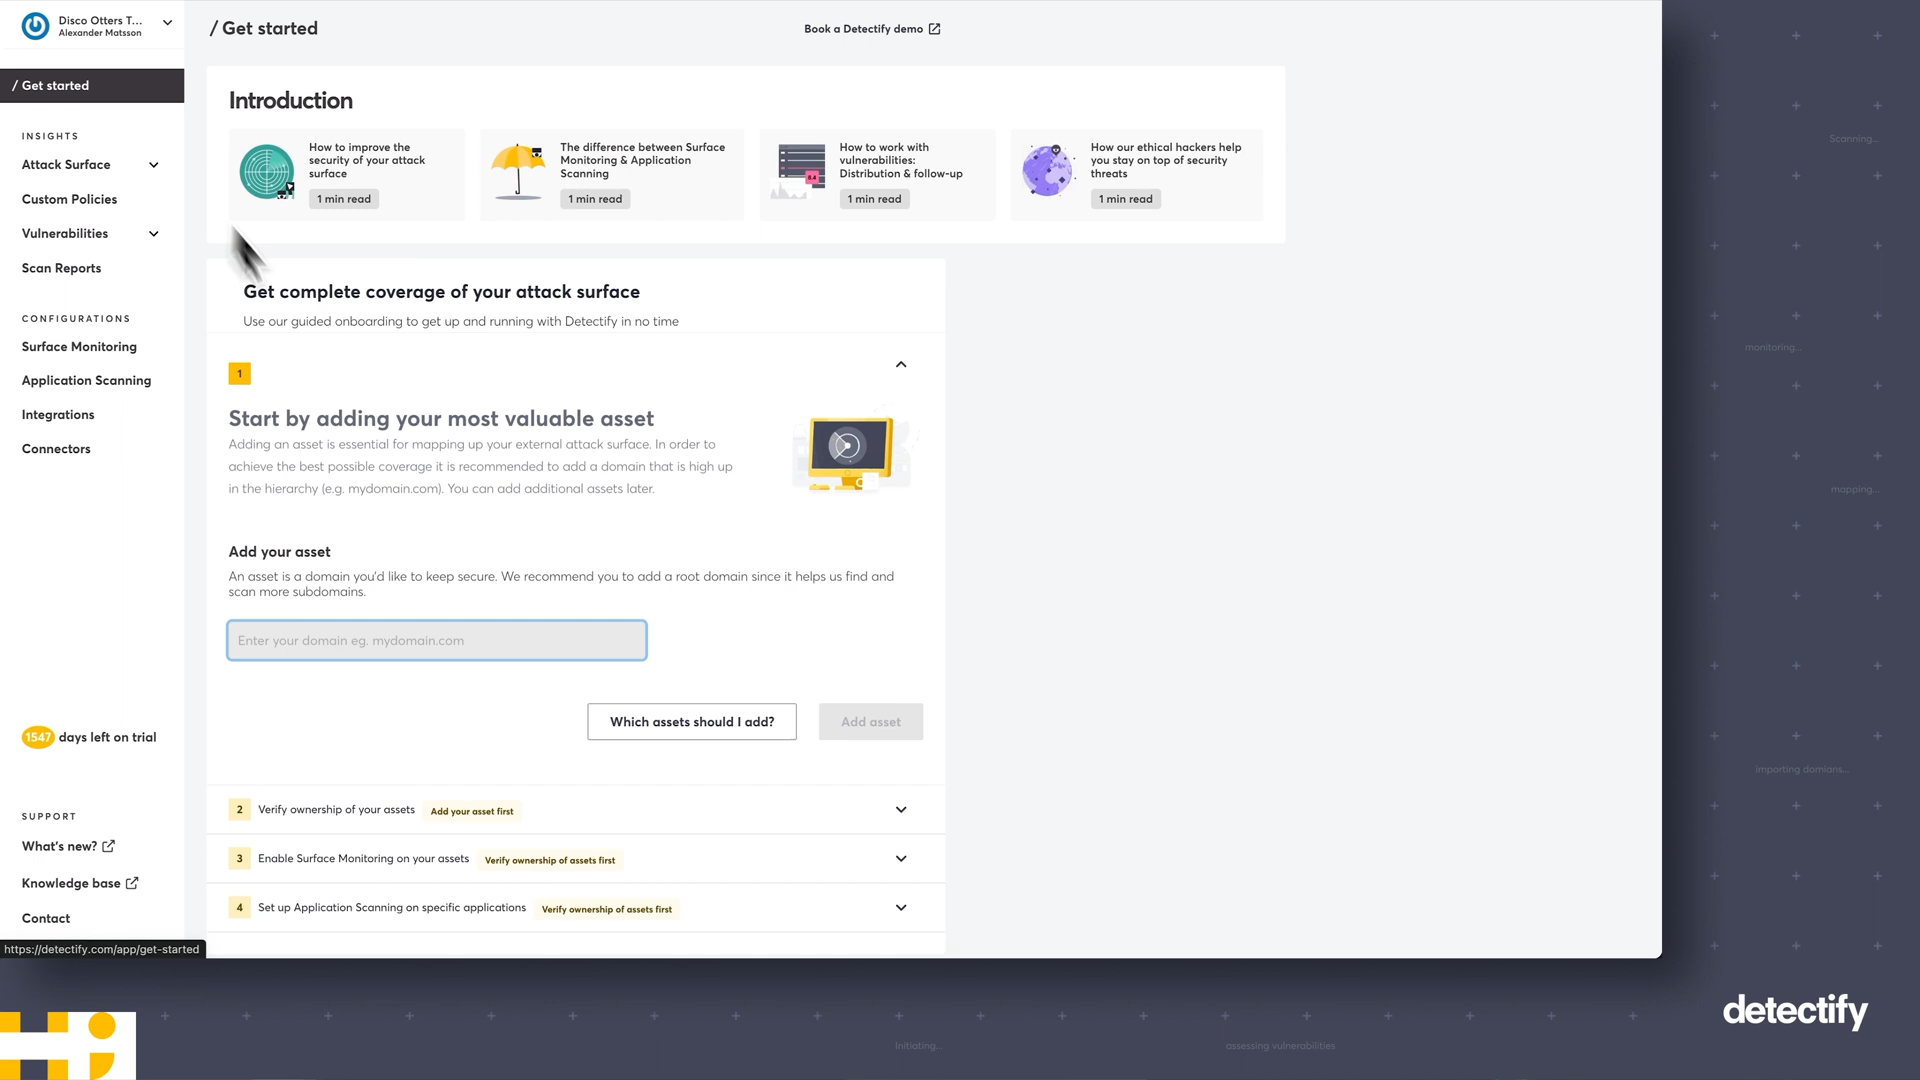 Disco Otters T...
Alexander Matsson
/ Get started
INSIGHTS
Attack Surface
Custom Policies
Vulnerabilities
Scan Reports
CONFIGURATIONS
Surface Monitoring
Application Scanning
Integrations
Connectors
1547 days left on trial
SUPPORT
What's new?
Knowledge base
Contact
https://detectify.com/app/get-started
/ Get started
Book a Detectify demo
Introduction
How to improve the
security of your attack
surface
1 min read
The difference between Surface
Monitoring & Application
Scanning
1 min read
How to work with
vulnerabilities:
Distribution & follow-up
1 min read
How our ethical hackers help
you stay on top of security
threats
1 min read
Get complete coverage of your attack surface
Use our guided onboarding to get up and running with Detectify in no time
1
Start by adding your most valuable asset
Adding an asset is essential for mapping up your external attack surface. In order to
achieve the best possible coverage it is recommended to add a domain that is high up
in the hierarchy (e.g. mydomain.com). You can add additional assets later.
Add your asset
An asset is a domain you'd like to keep secure. We recommend you to add a root domain since it helps us find and
scan more subdomains.
Enter your domain eg. mydomain.com
Which assets should I add?
Add asset
2 Verify ownership of your assets Add your asset first
3 Enable Surface Monitoring on your assets Verify ownership of assets first
4 Set up Application Scanning on specific applications Verify ownership of assets first
Scanning...
monitoring...
mapping...
importing domians...
Initiating...
assessing vulnerabilities
detectify